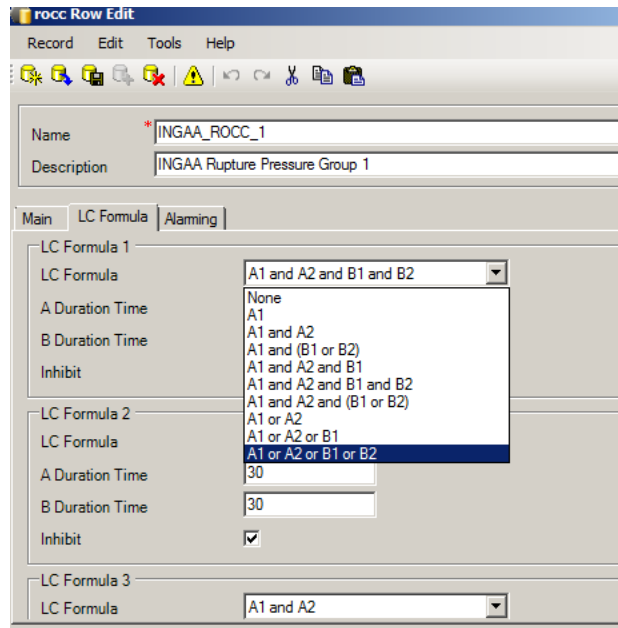 rocc Row Edit
Record Edit Tools Help
Name * INGAA_ROCC_1
Description INGAA Rupture Pressure Group 1
Main LC Formula Alarming
LC Formula 1
LC Formula A1 and A2 and B1 and B2
A Duration Time
B Duration Time
Inhibit
None
A1
A1 and A2
A1 and (B1 or B2)
A1 and A2 and B1
A1 and A2 and B1 and B2
A1 and A2 and (B1 or B2)
A1 or A2
A1 or A2 or B1
A1 or A2 or B1 or B2
LC Formula 2
LC Formula
A Duration Time 30
B Duration Time 30
Inhibit
LC Formula 3
LC Formula A1 and A2